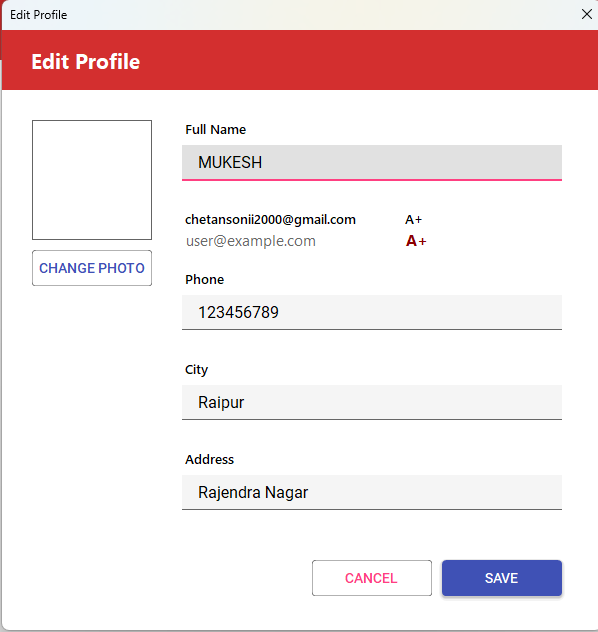 Edit Profile
Edit Profile
Full Name
MUKESH
chetansonii2000@gmail.com A+
user@example.com A+
CHANGE PHOTO
Phone
123456789
City
Raipur
Address
Rajendra Nagar
CANCEL SAVE